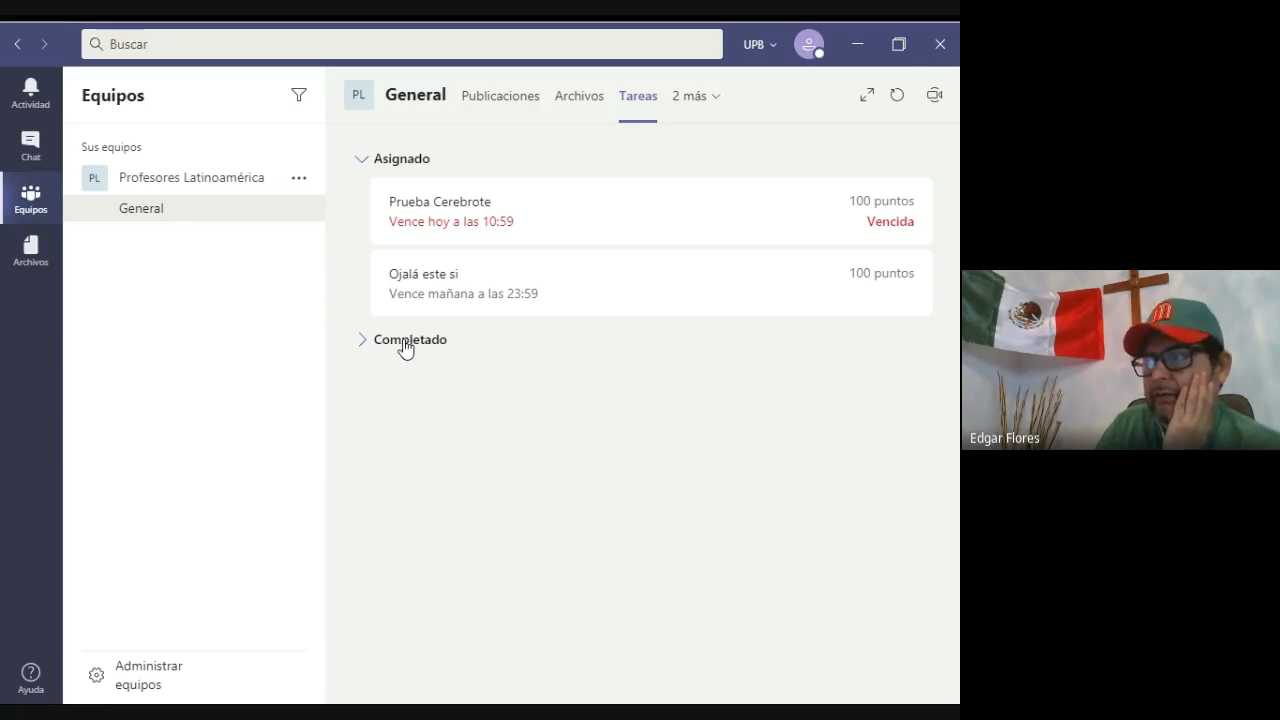 Buscar
UPB
Actividad
Chat
Equipos
Archivos
Ayuda
Equipos
Sus equipos
PL Profesores Latinoamérica
General
Administrar
equipos
PL General Publicaciones Archivos Tareas 2 más
Asignado
Prueba Cerebrote 100 puntos
Vence hoy a las 10:59 Vencida
Ojalá este si 100 puntos
Vence mañana a las 23:59
Completado
Edgar Flores